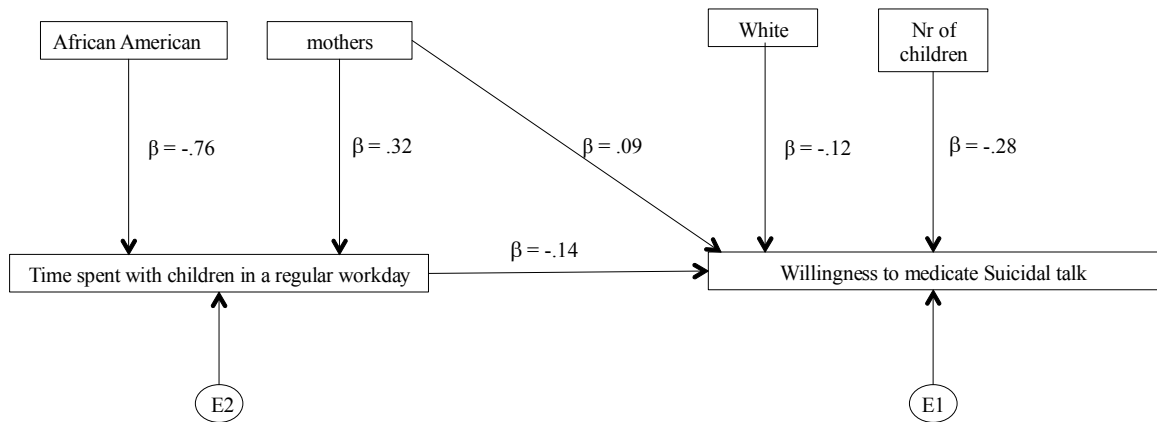 African American
mothers
White
Nr of
children
β = -.76
β = .32
β = .09
β = -.12
β = -.28
β = -.14
Time spent with children in a regular workday
Willingness to medicate Suicidal talk
E2
E1